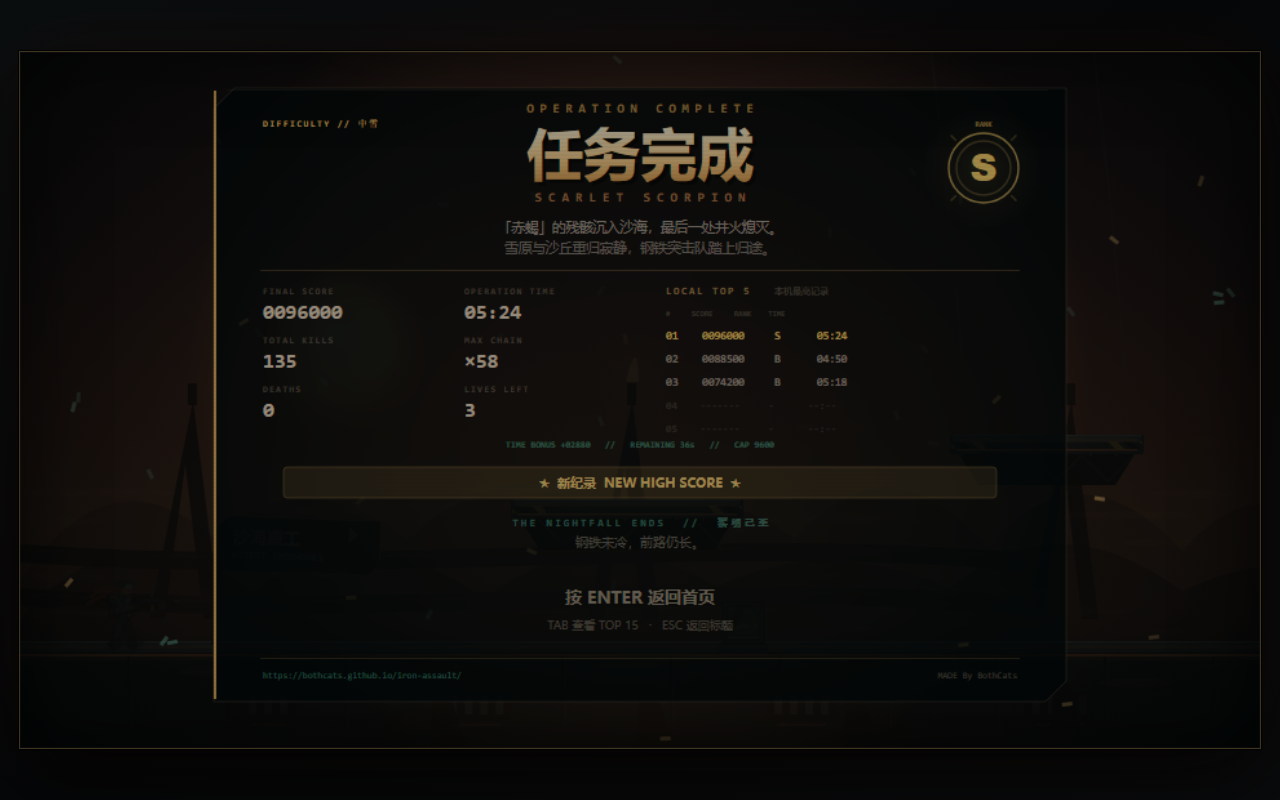 OPERATION COMPLETE
DIFFICULTY // 中雪
任务完成
RANK
S
SCARLET SCORPION
「赤蝎」的残骸沉入沙海，最后一处井火熄灭。
雪原与沙丘重归寂静，钢铁突击队踏上归途。
FINAL SCORE
0096000
OPERATION TIME
05:24
TOTAL KILLS
135
MAX CHAIN
×58
DEATHS
0
LIVES LEFT
3
LOCAL TOP 5 本机最高记录
# SCORE RANK TIME
01 0096000 S 05:24
02 0088500 B 04:50
03 0074200 B 05:18
04 ------- - --:--
05 ------- - --:--
TIME BONUS +02880 // REMAINING 36s // CAP 9600
★ 新纪录 NEW HIGH SCORE ★
THE NIGHTFALL ENDS //
钢铁未冷，前路仍长。
按 ENTER 返回首页
TAB 查看 TOP 15 · ESC 返回标题
https://bothcats.github.io/iron-assault/
MADE By BothCats